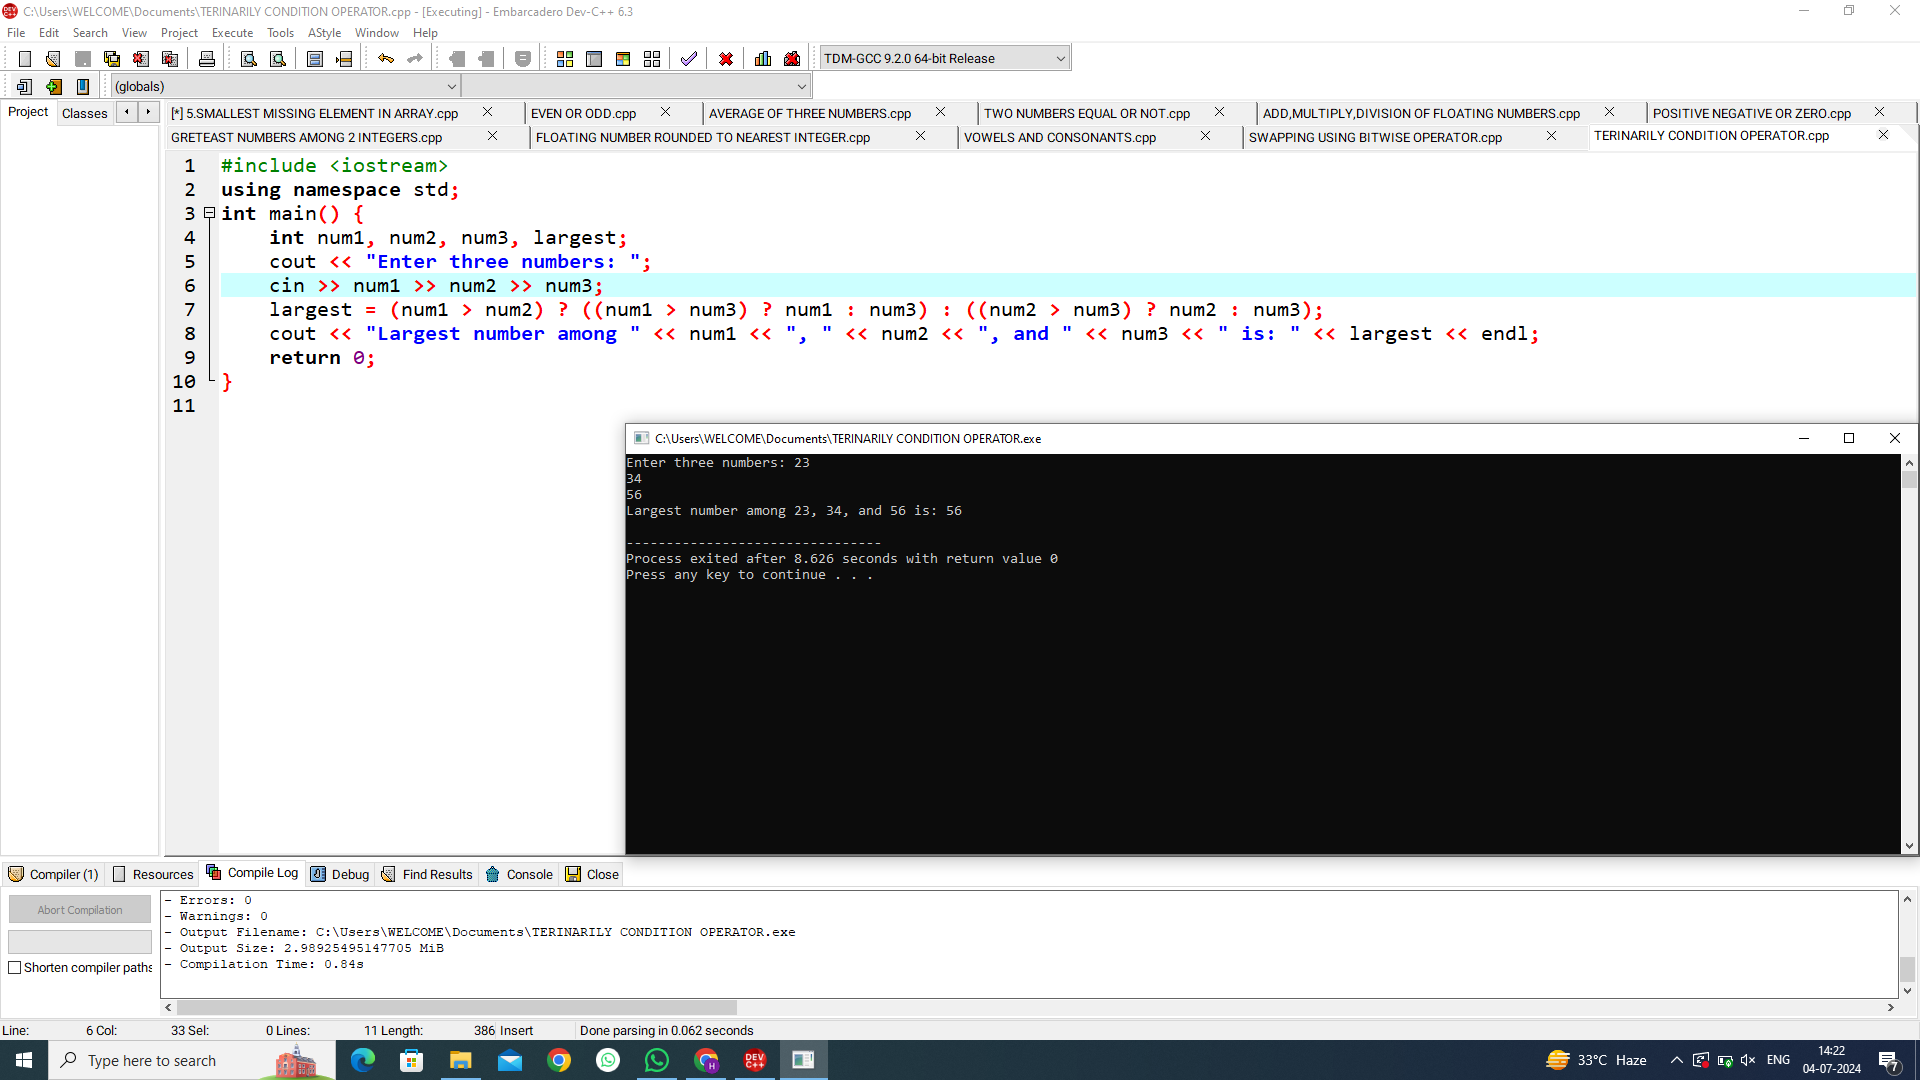 C:\Users\WELCOME\Documents\TERINARILY CONDITION OPERATOR.cpp - [Executing] - Embarcadero Dev-C++ 6.3
File Edit Search View Project Execute Tools AStyle Window Help
TDM-GCC 9.2.0 64-bit Release
(globals)
Project Classes
[*] 5.SMALLEST MISSING ELEMENT IN ARRAY.cpp EVEN OR ODD.cpp AVERAGE OF THREE NUMBERS.cpp TWO NUMBERS EQUAL OR NOT.cpp ADD,MULTIPLY,DIVISION OF FLOATING NUMBERS.cpp POSITIVE NEGATIVE OR ZERO.cpp
GRETEAST NUMBERS AMONG 2 INTEGERS.cpp FLOATING NUMBER ROUNDED TO NEAREST INTEGER.cpp VOWELS AND CONSONANTS.cpp SWAPPING USING BITWISE OPERATOR.cpp TERINARILY CONDITION OPERATOR.cpp
1 #include <iostream>
2 using namespace std;
3 int main() {
4 int num1, num2, num3, largest;
5 cout << "Enter three numbers: ";
6 cin >> num1 >> num2 >> num3;
7 largest = (num1 > num2) ? ((num1 > num3) ? num1 : num3) : ((num2 > num3) ? num2 : num3);
8 cout << "Largest number among " << num1 << ", " << num2 << ", and " << num3 << " is: " << largest << endl;
9 return 0;
10 }
11
C:\Users\WELCOME\Documents\TERINARILY CONDITION OPERATOR.exe
Enter three numbers: 23
34
56
Largest number among 23, 34, and 56 is: 56
--------------------------------
Process exited after 8.626 seconds with return value 0
Press any key to continue . . .
Compiler (1) Resources Compile Log Debug Find Results Console Close
Abort Compilation
Shorten compiler paths
- Errors: 0
- Warnings: 0
- Output Filename: C:\Users\WELCOME\Documents\TERINARILY CONDITION OPERATOR.exe
- Output Size: 2.98925495147705 MiB
- Compilation Time: 0.84s
Line: 6 Col: 33 Sel: 0 Lines: 11 Length: 386 Insert Done parsing in 0.062 seconds
Type here to search
33°C Haze
ENG
14:22
04-07-2024
7